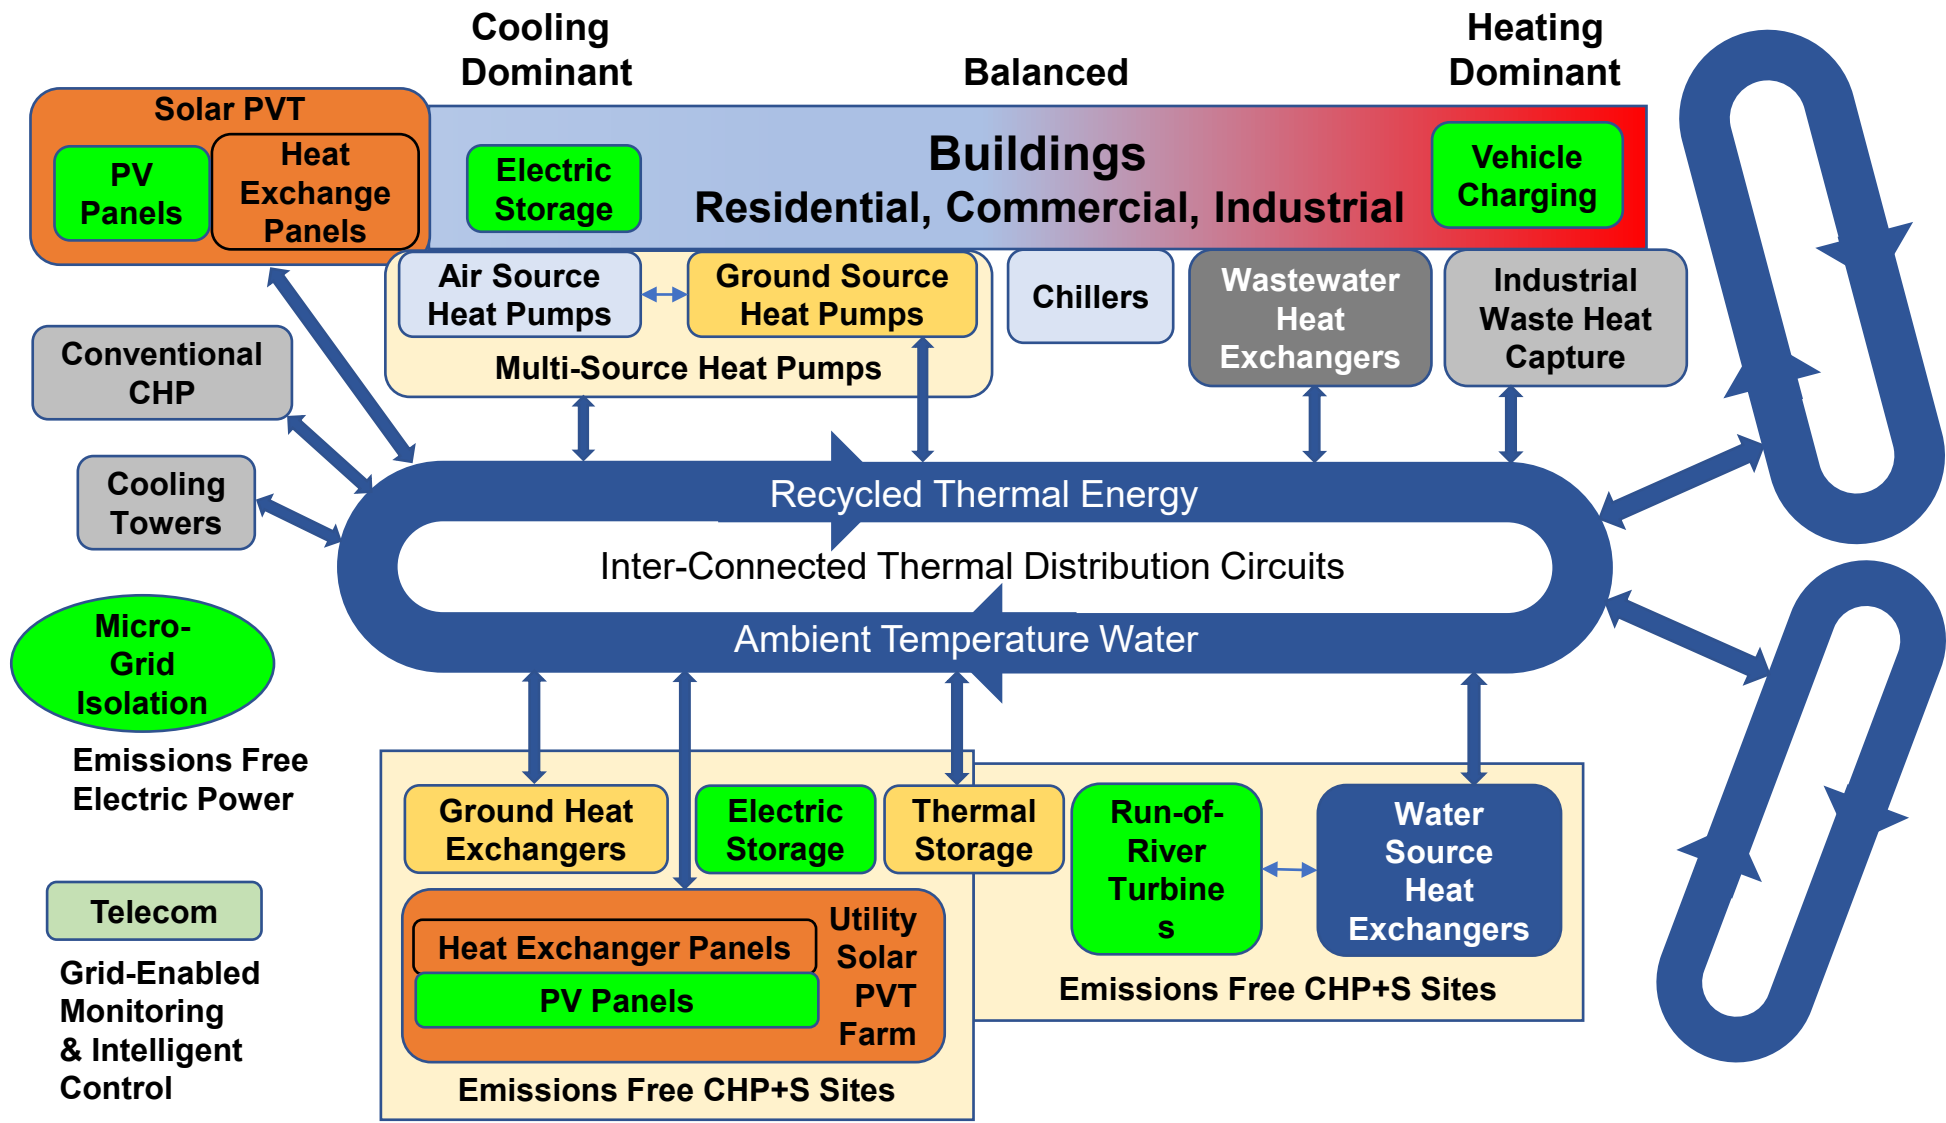 Cooling
Dominant
Balanced
Heating
Dominant
Solar PVT
PV
Panels
Heat
Exchange
Panels
Electric
Storage
Buildings
Residential, Commercial, Industrial
Vehicle
Charging
Air Source
Heat Pumps
Ground Source
Heat Pumps
Multi-Source Heat Pumps
Chillers
Wastewater
Heat
Exchangers
Industrial
Waste Heat
Capture
Conventional
CHP
Cooling
Towers
Recycled Thermal Energy
Inter-Connected Thermal Distribution Circuits
Ambient Temperature Water
Micro-
Grid
Isolation
Emissions Free
Electric Power
Telecom
Grid-Enabled
Monitoring
& Intelligent
Control
Ground Heat
Exchangers
Electric
Storage
Thermal
Storage
Heat Exchanger Panels
PV Panels
Utility
Solar
PVT
Farm
Emissions Free CHP+S Sites
Run-of-
River
Turbine
s
Water
Source
Heat
Exchangers
Emissions Free CHP+S Sites